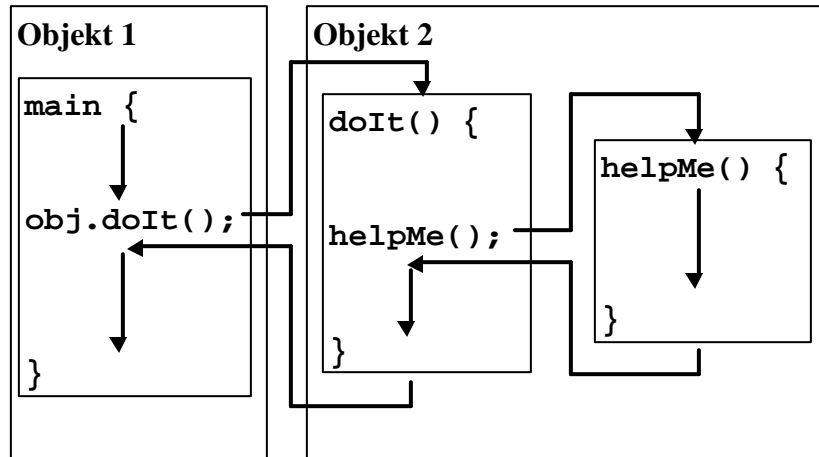 Objekt 1
main {
obj.doIt();
}
Objekt 2
doIt() {
helpMe();
}
helpMe() {
}